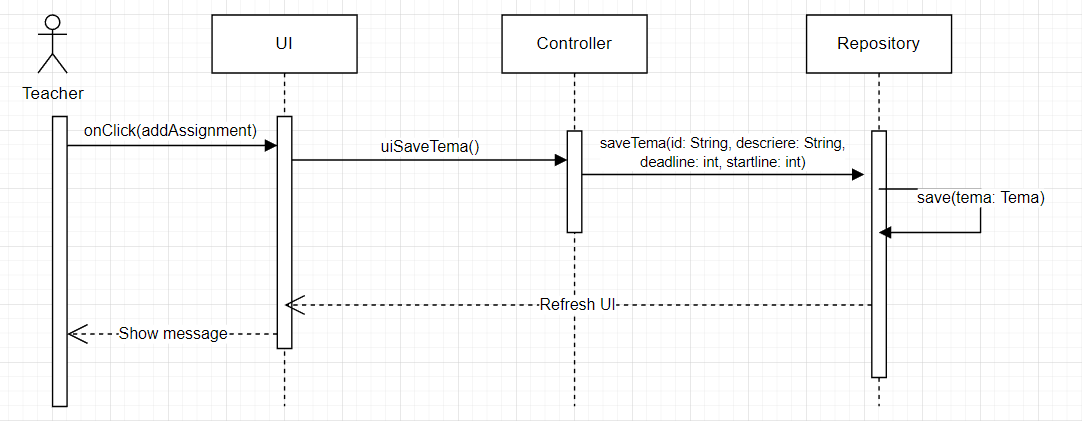 UI
Controller
Repository
Teacher
onClick(addAssignment)
uiSaveTema()
saveTema(id: String, descriere: String,
deadline: int, startline: int)
save(tema: Tema)
Refresh UI
Show message